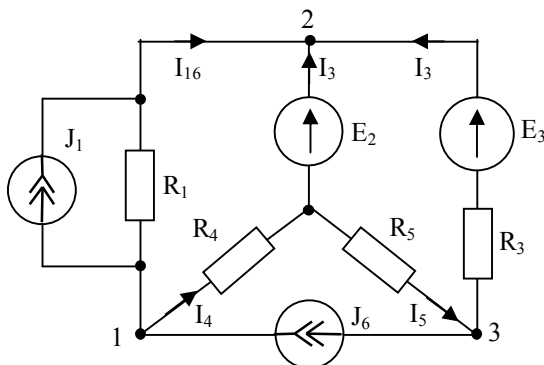 2
I₁₆
I₃
I₃
J₁
E₂
E₃
R₁
R₄
R₅
R₃
I₄
J₆
I₅
1
3